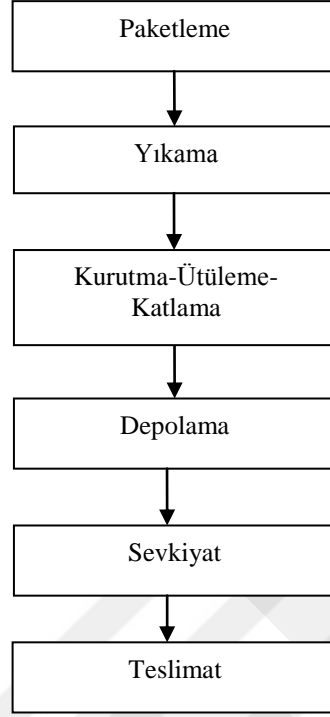 Paketleme
Yıkama
Kurutma-Ütüleme-
Katlama
Depolama
Sevkiyat
Teslimat